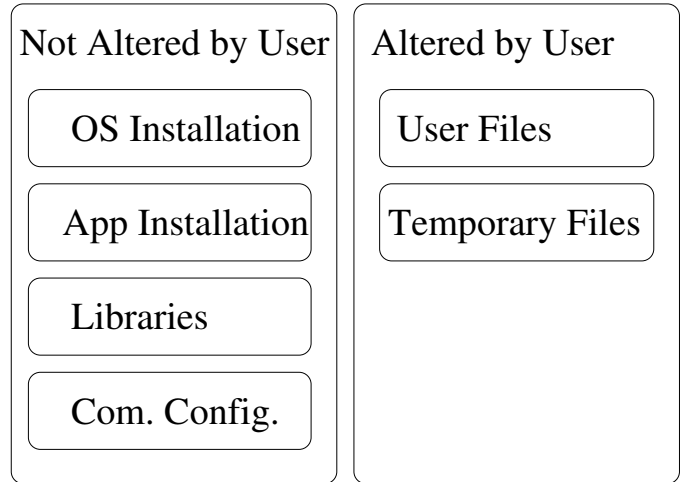 Not Altered by User
OS Installation
App Installation
Libraries
Com. Config.
Altered by User
User Files
Temporary Files